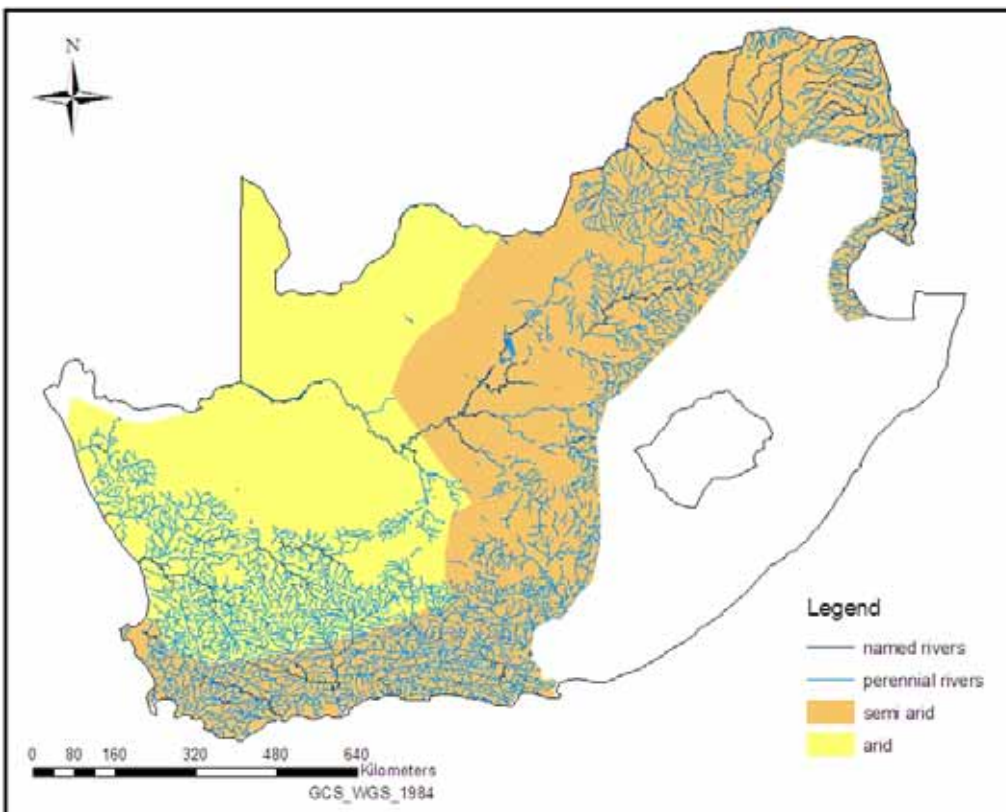 N
Legend
named rivers
perennial rivers
semi arid
arid
0 80 160 320 480 640
Kilometers
GCS_WGS_1984